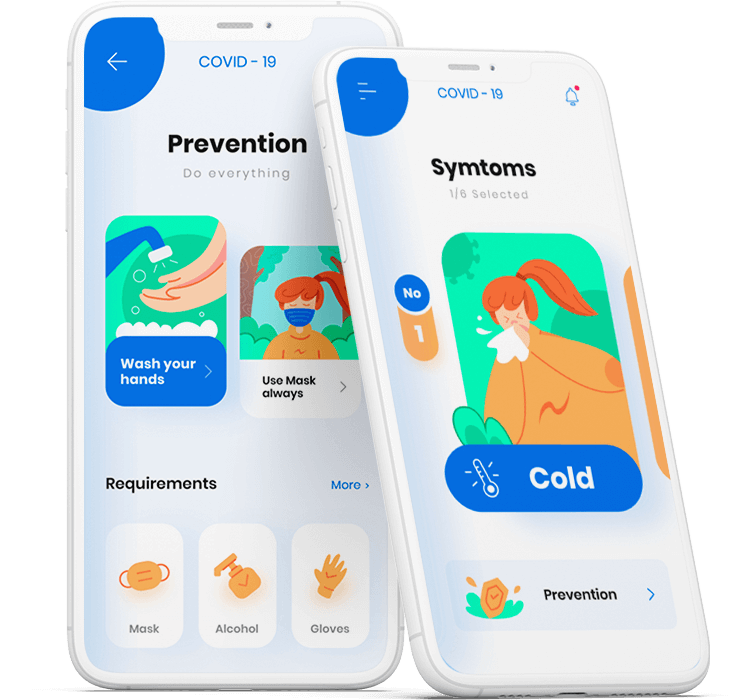 COVID - 19
Prevention
Do everything
Wash your
hands
Use Mask
always
Requirements
More ›
Mask
Alcohol
Gloves
COVID - 19
Symtoms
1/6 Selected
No
1
Cold
Prevention